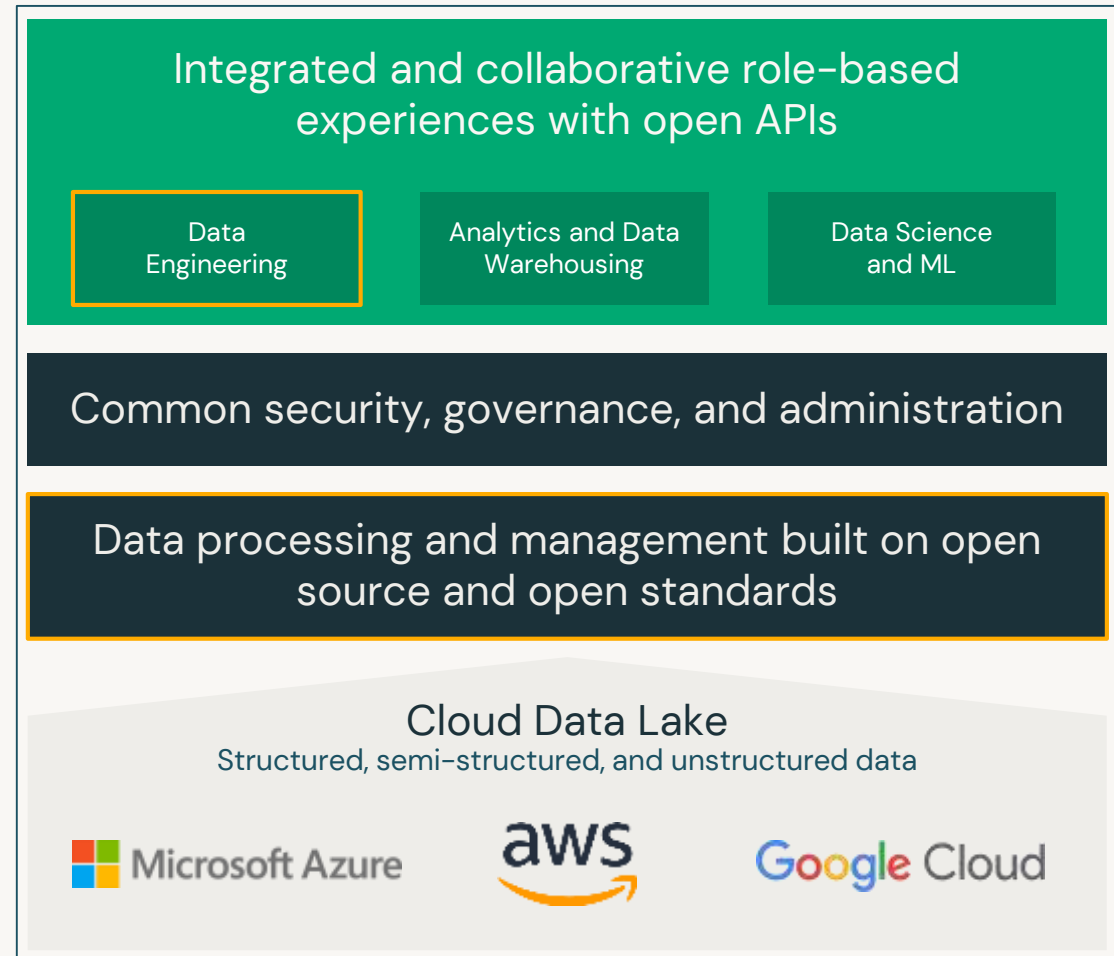 Integrated and collaborative role-based
experiences with open APIs
Data
Engineering
Analytics and Data
Warehousing
Data Science
and ML
Common security, governance, and administration
Data processing and management built on open
source and open standards
Cloud Data Lake
Structured, semi-structured, and unstructured data
Microsoft Azure
aws
Google Cloud